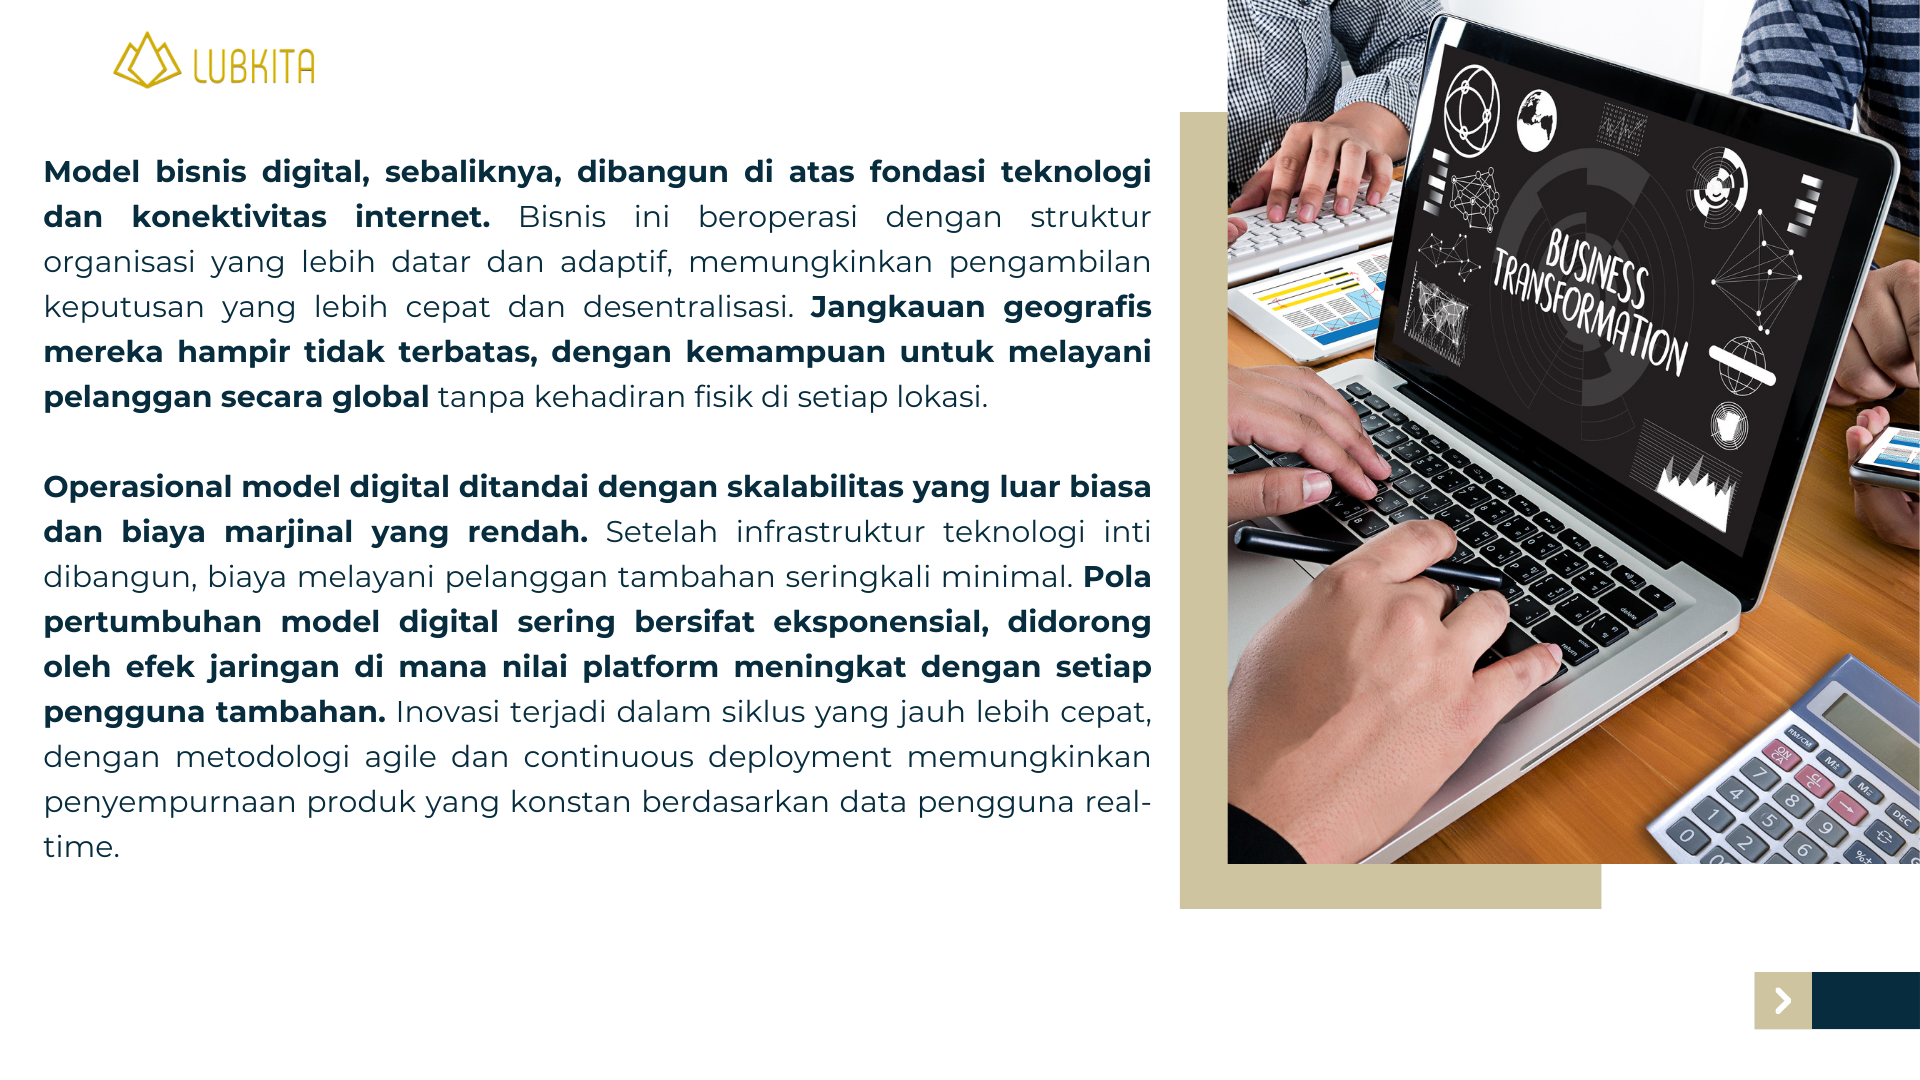 LUBKITA
Model bisnis digital, sebaliknya, dibangun di atas fondasi teknologi
dan konektivitas internet. Bisnis ini beroperasi dengan struktur
organisasi yang lebih datar dan adaptif, memungkinkan pengambilan
keputusan yang lebih cepat dan desentralisasi. Jangkauan geografis
mereka hampir tidak terbatas, dengan kemampuan untuk melayani
pelanggan secara global tanpa kehadiran fisik di setiap lokasi.
Operasional model digital ditandai dengan skalabilitas yang luar biasa
dan biaya marjinal yang rendah. Setelah infrastruktur teknologi inti
dibangun, biaya melayani pelanggan tambahan seringkali minimal. Pola
pertumbuhan model digital sering bersifat eksponensial, didorong
oleh efek jaringan di mana nilai platform meningkat dengan setiap
pengguna tambahan. Inovasi terjadi dalam siklus yang jauh lebih cepat,
dengan metodologi agile dan continuous deployment memungkinkan
penyempurnaan produk yang konstan berdasarkan data pengguna real-
time.
BUSINESS
TRANSFORMATION